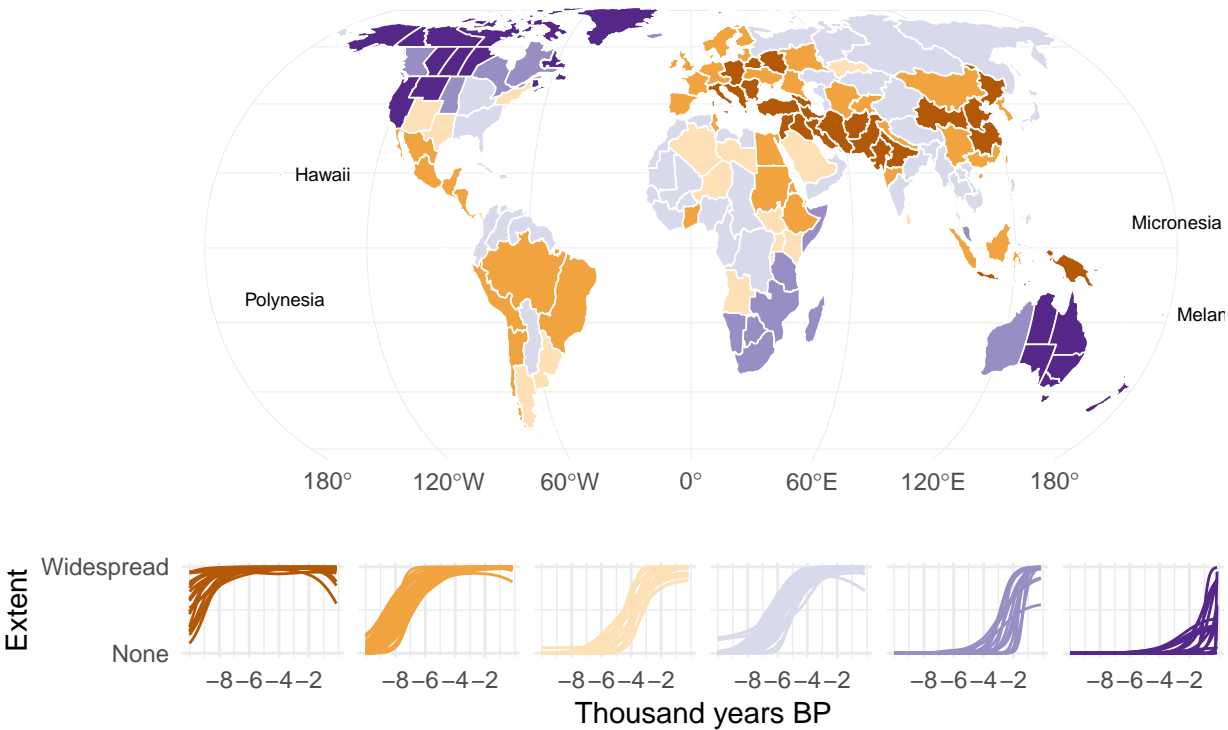 Hawaii
Micronesia
Polynesia
Melan
180° 120°W 60°W 0° 60°E 120°E 180°
Extent
Widespread
None
−8−6−4−2 −8−6−4−2 −8−6−4−2 −8−6−4−2 −8−6−4−2 −8−6−4−2
Thousand years BP